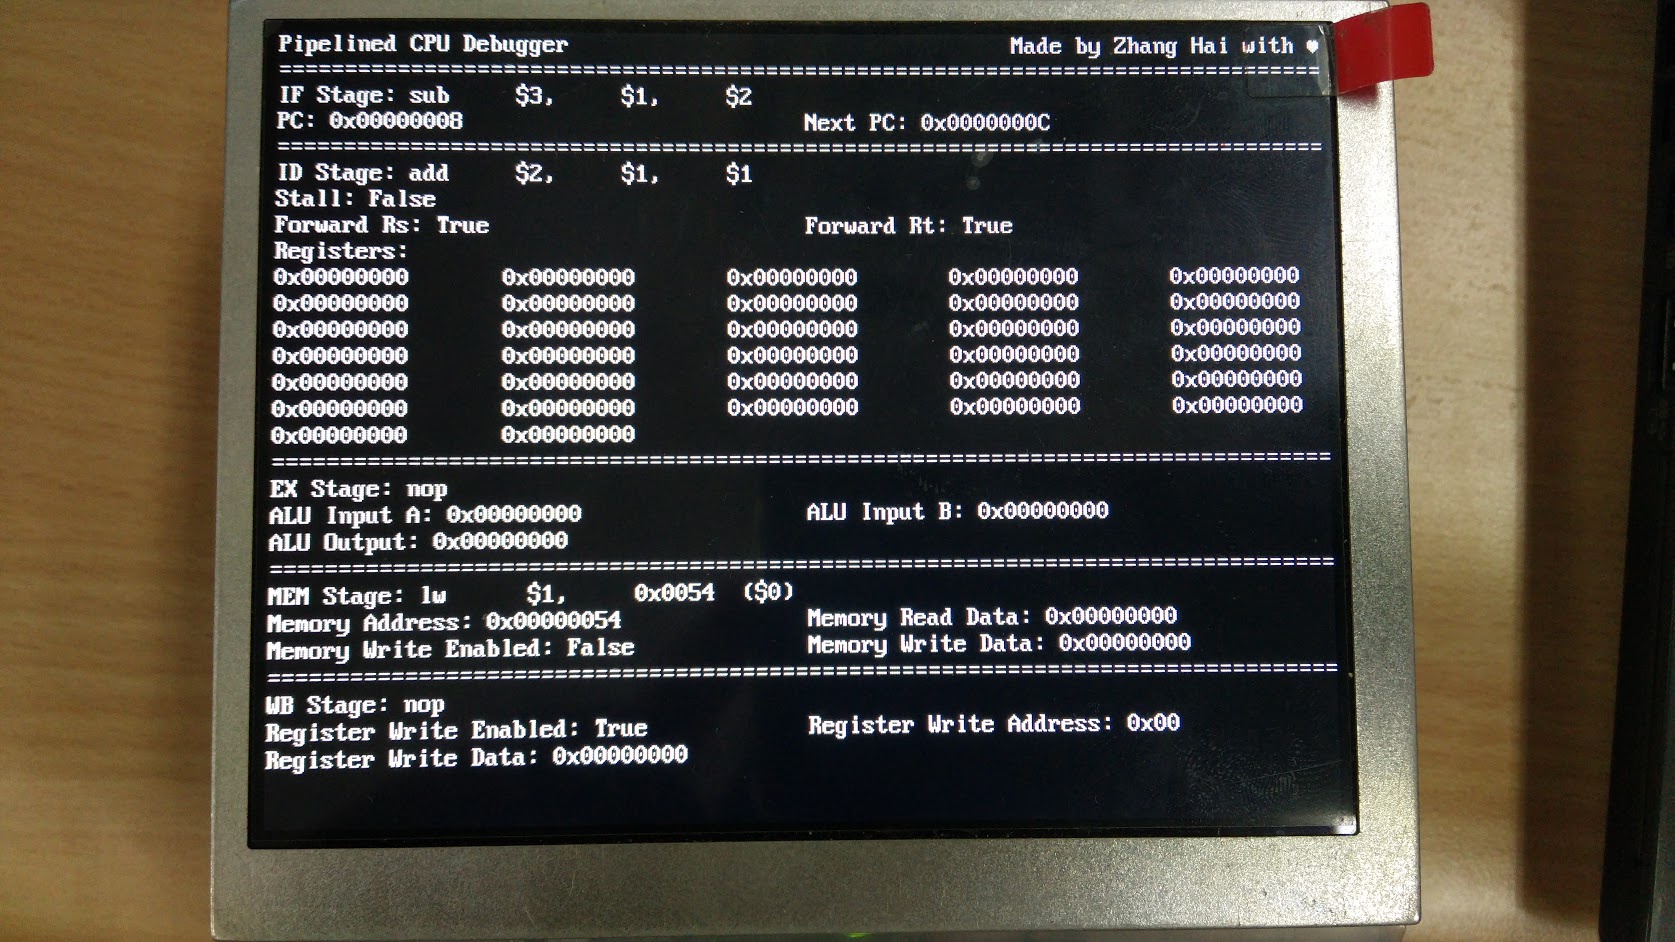 Pipelined CPU Debugger Made by Zhang Hai with ♥
================================================================================
IF Stage: sub $3, $1, $2
PC: 0x00000008 Next PC: 0x0000000C
================================================================================
ID Stage: add $2, $1, $1
Stall: False
Forward Rs: True Forward Rt: True
Registers:
0x00000000 0x00000000 0x00000000 0x00000000 0x00000000
0x00000000 0x00000000 0x00000000 0x00000000 0x00000000
0x00000000 0x00000000 0x00000000 0x00000000 0x00000000
0x00000000 0x00000000 0x00000000 0x00000000 0x00000000
0x00000000 0x00000000 0x00000000 0x00000000 0x00000000
0x00000000 0x00000000 0x00000000 0x00000000 0x00000000
0x00000000 0x00000000
================================================================================
EX Stage: nop
ALU Input A: 0x00000000 ALU Input B: 0x00000000
ALU Output: 0x00000000
================================================================================
MEM Stage: lw $1, 0x0054 ($0)
Memory Address: 0x00000054 Memory Read Data: 0x00000000
Memory Write Enabled: False Memory Write Data: 0x00000000
================================================================================
WB Stage: nop
Register Write Enabled: True Register Write Address: 0x00
Register Write Data: 0x00000000